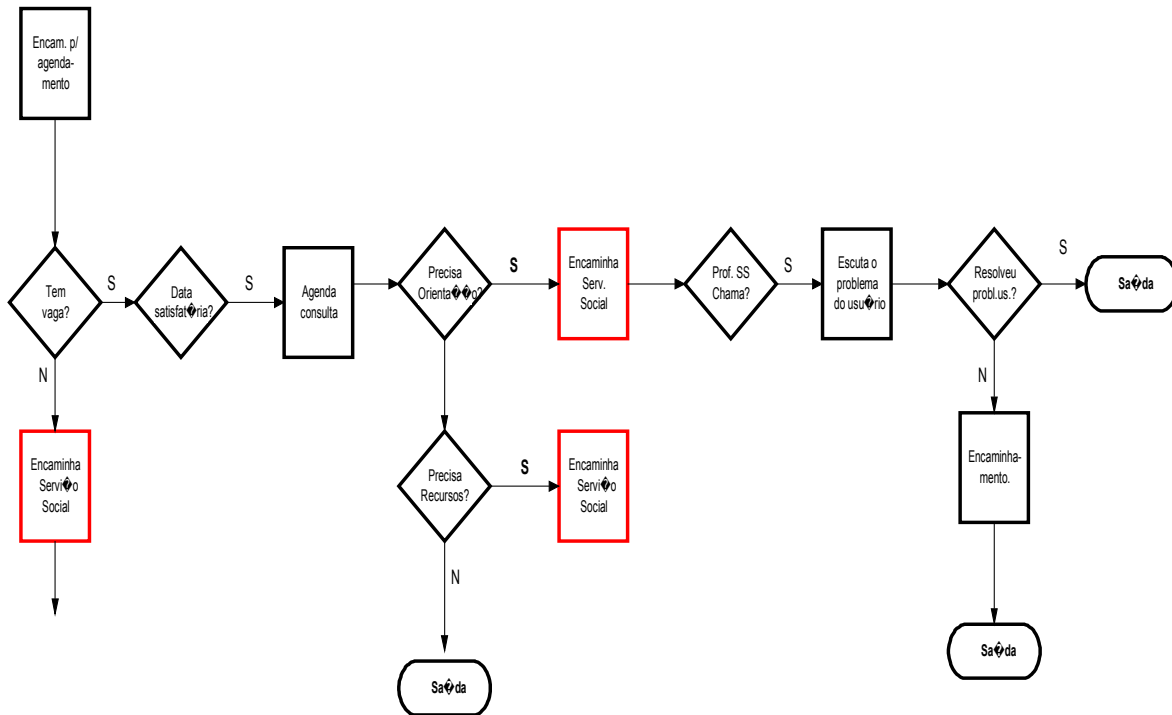 Encam. p/
agenda-
mento
Tem
vaga?
S
Data
satisfat�ria?
S
Agenda
consulta
Precisa
Orienta��o?
S
Encaminha
Serv.
Social
Prof. SS
Chama?
S
Escuta o
problema
do usu�rio
Resolveu
probl.us.?
S
Sa�da
N
Encaminha
Servi�o
Social
Precisa
Recursos?
S
Encaminha
Servi�o
Social
N
Sa�da
N
Encaminha-
mento.
Sa�da